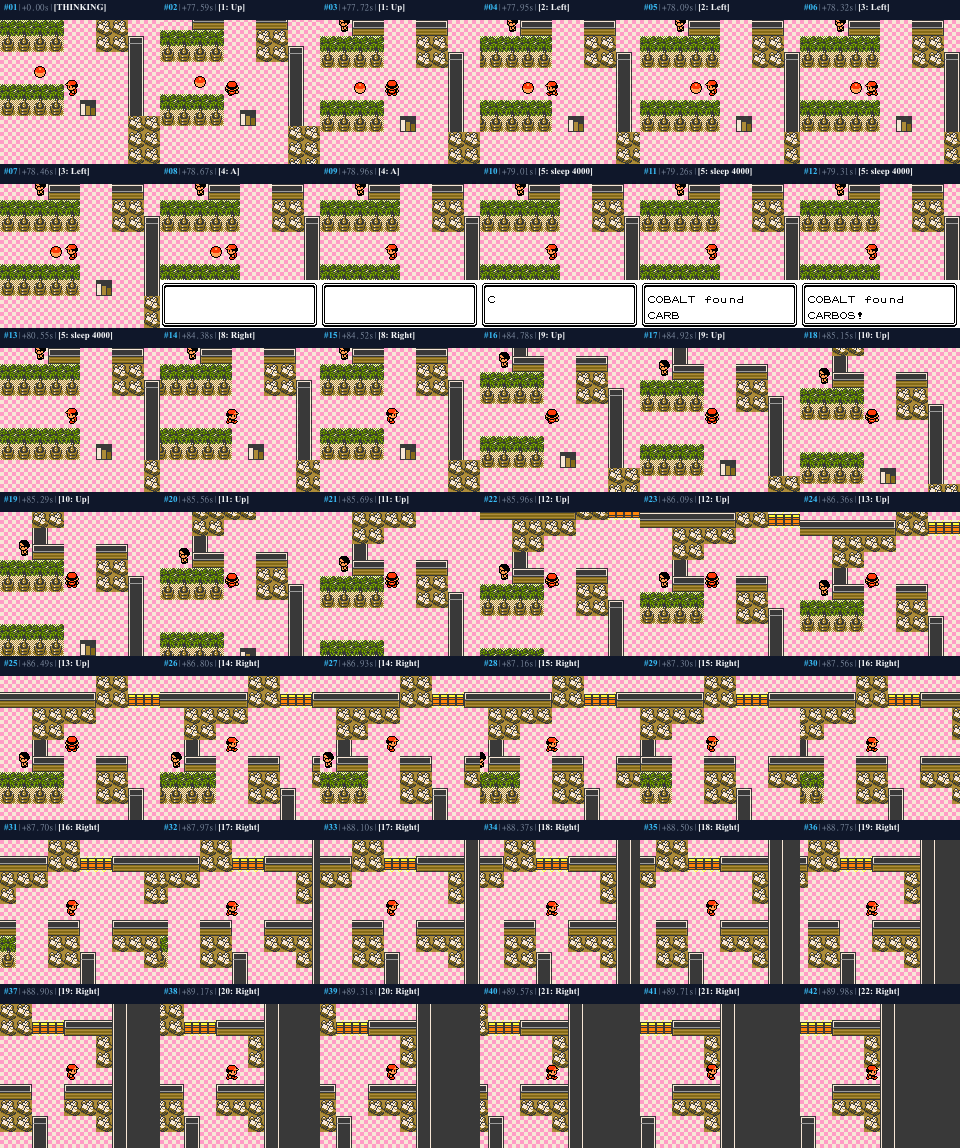 #01|+0.00s| [THINKING]
#02|+77.59s| [1: Up]
#03|+77.72s| [1: Up]
#04|+77.95s| [2: Left]
#05|+78.09s| [2: Left]
#06|+78.32s| [3: Left]
#07|+78.46s| [3: Left]
#08|+78.67s| [4: A]
#09|+78.96s| [4: A]
#10|+79.01s| [5: sleep 4000]
#11|+79.26s| [5: sleep 4000]
#12|+79.31s| [5: sleep 4000]
C
COBALT found
CARB
COBALT found
CARBOS!
#13|+80.55s| [5: sleep 4000]
#14|+84.38s| [8: Right]
#15|+84.52s| [8: Right]
#16|+84.78s| [9: Up]
#17|+84.92s| [9: Up]
#18|+85.15s| [10: Up]
#19|+85.29s| [10: Up]
#20|+85.56s| [11: Up]
#21|+85.69s| [11: Up]
#22|+85.96s| [12: Up]
#23|+86.09s| [12: Up]
#24|+86.36s| [13: Up]
#25|+86.49s| [13: Up]
#26|+86.80s| [14: Right]
#27|+86.93s| [14: Right]
#28|+87.16s| [15: Right]
#29|+87.30s| [15: Right]
#30|+87.56s| [16: Right]
#31|+87.70s| [16: Right]
#32|+87.97s| [17: Right]
#33|+88.10s| [17: Right]
#34|+88.37s| [18: Right]
#35|+88.50s| [18: Right]
#36|+88.77s| [19: Right]
#37|+88.90s| [19: Right]
#38|+89.17s| [20: Right]
#39|+89.31s| [20: Right]
#40|+89.57s| [21: Right]
#41|+89.71s| [21: Right]
#42|+89.98s| [22: Right]